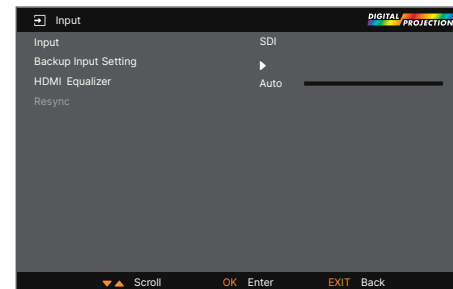 Input
DIGITAL PROJECTION
Input SDI
Backup Input Setting
HDMI Equalizer Auto
Resync
Scroll OK Enter EXIT Back